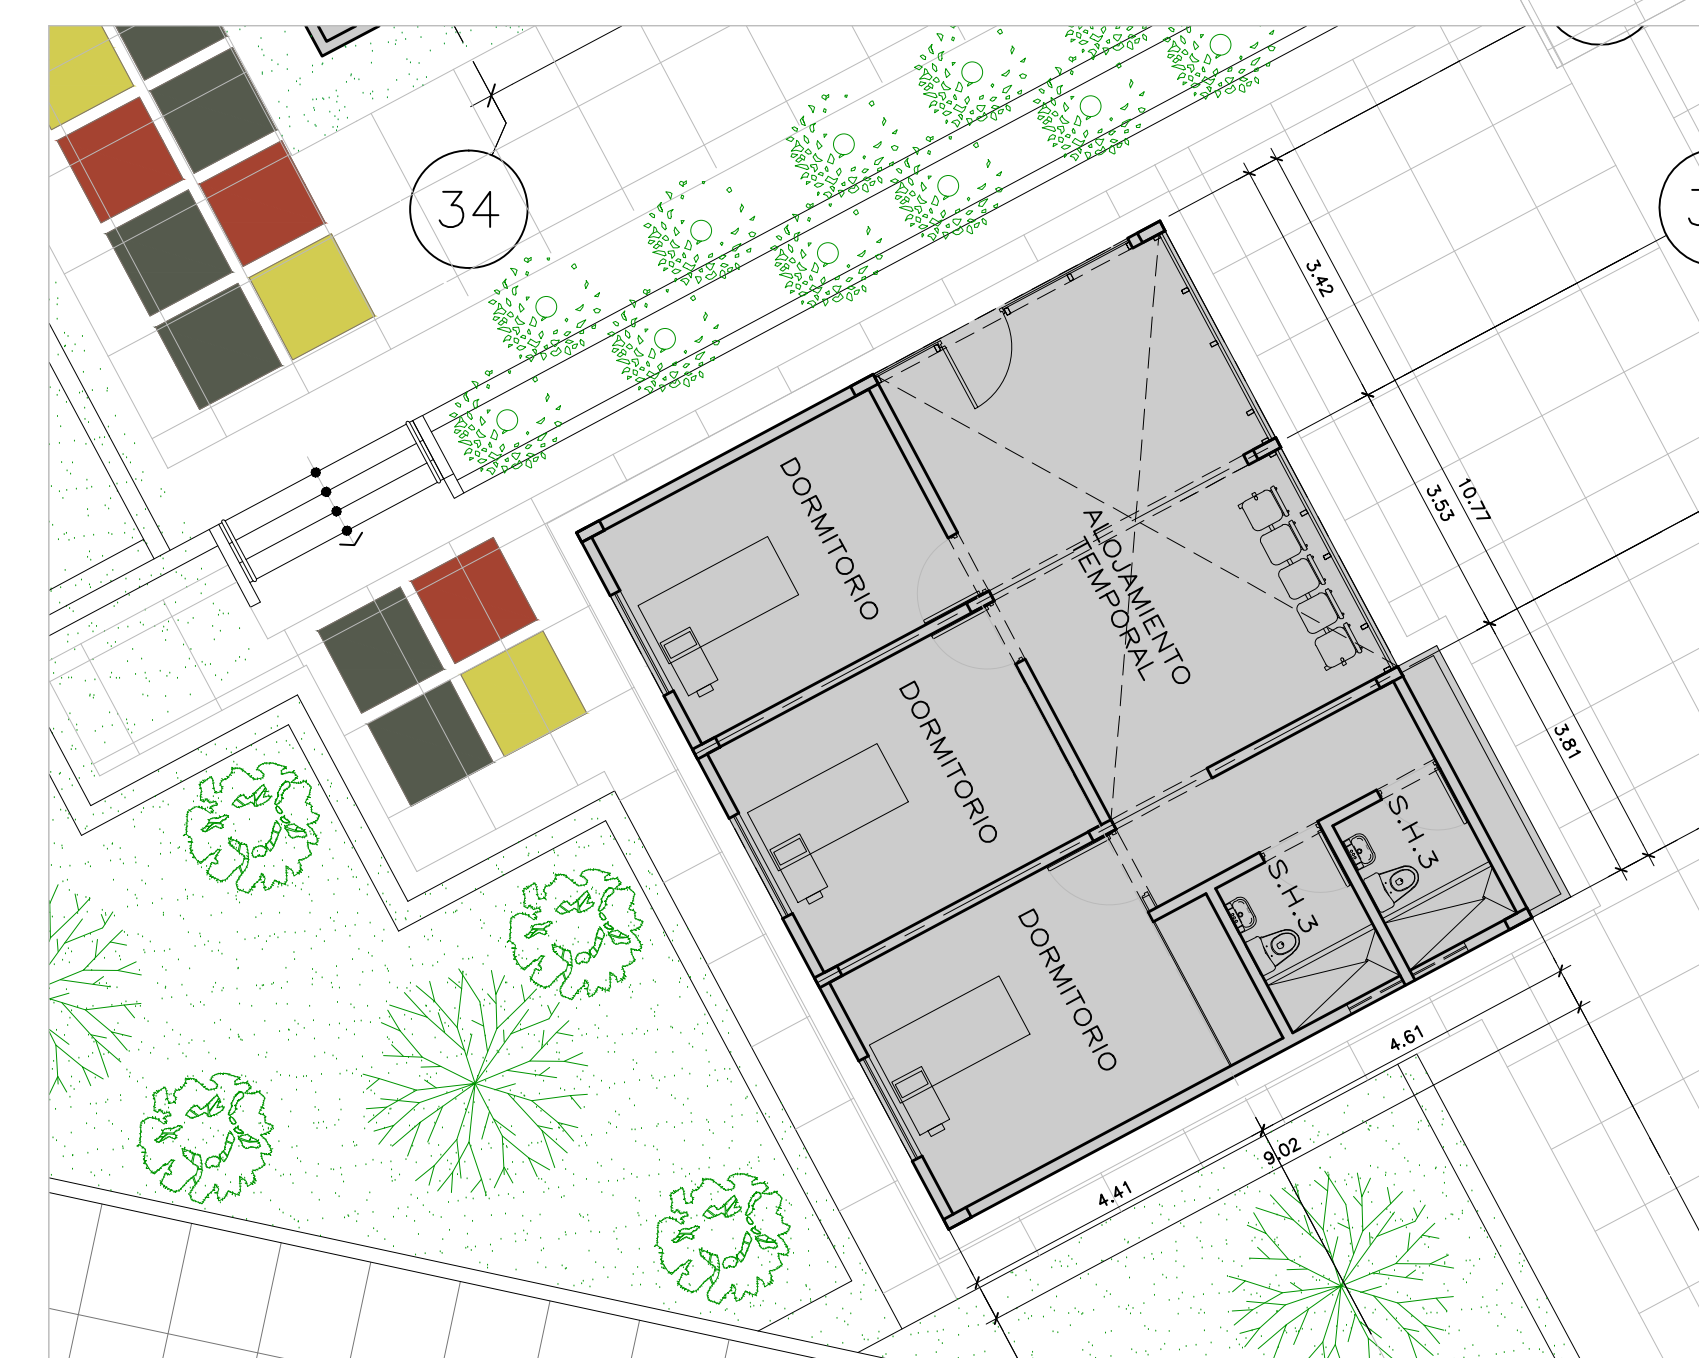 34
3.42
10.77
3.53
3.81
DORMITORIO
ALOJAMIENTO
TEMPORAL
DORMITORIO
S.H.3
S.H.3
DORMITORIO
4.61
9.02
4.41